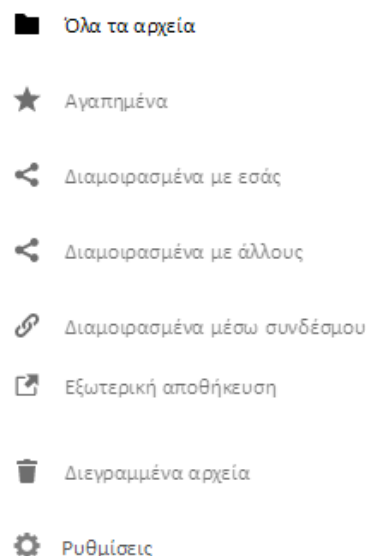 Όλα τα αρχεία
Αγαπημένα
Διαμοιρασμένα με εσάς
Διαμοιρασμένα με άλλους
Διαμοιρασμένα μέσω συνδέσμου
Εξωτερική αποθήκευση
Διεγραμμένα αρχεία
Ρυθμίσεις